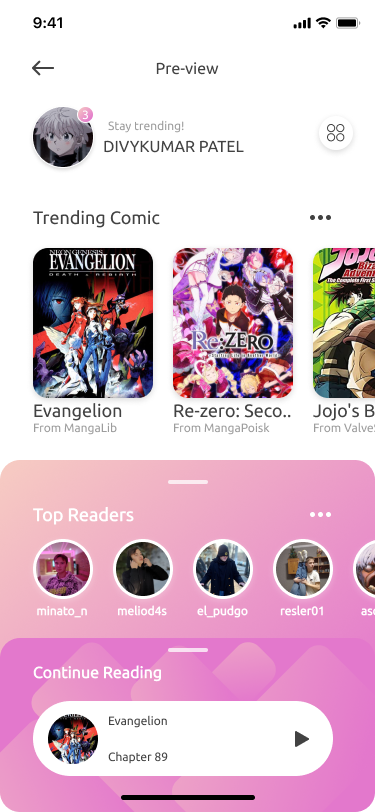 9:41
Pre-view
3
Stay trending!
DIVYKUMAR PATEL
Trending Comic
NEON GENESIS
EVANGELION
DEATH & REBIRTH
Re:ZERO
JOJO'S
Evangelion
Re-zero: Seco..
Jojo's B
From MangaLib
From MangaPoisk
From ValveS
Top Readers
minato_n
meliod4s
el_pudgo
resler01
aso
Continue Reading
Evangelion
Chapter 89